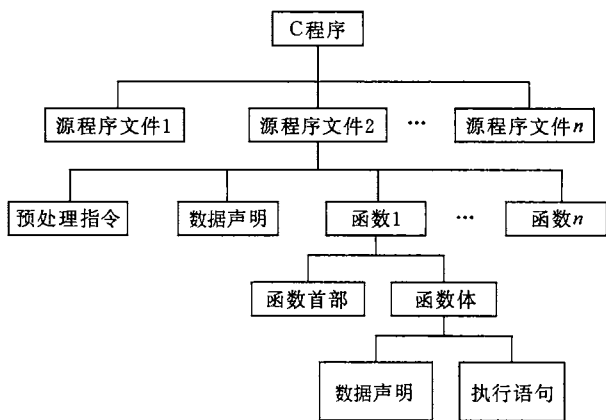 C程序
源程序文件1 源程序文件2 … 源程序文件n
预处理指令 数据声明 函数1 … 函数n
函数首部 函数体
数据声明 执行语句